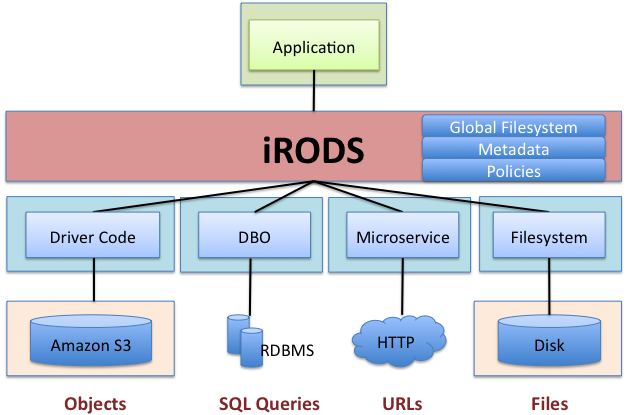 Application
iRODS
Global Filesystem
Metadata
Policies
Driver Code
DBO
Microservice
Filesystem
Amazon S3
RDBMS
HTTP
Disk
Objects
SQL Queries
URLs
Files